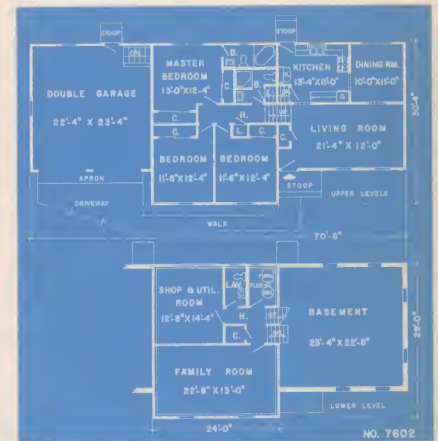 STOOP
STOOP
MASTER
BEDROOM
13'-0"X12'-4"
B.
B.
C.
KITCHEN
13'-4"X11'-0"
DINING RM.
10'-0"X11'-0"
DOUBLE GARAGE
22'-4" X 23'-4"
30'-4"
H.
C.
C.
L.
C.
C.
LIVING ROOM
21'-4" X 12'-0"
BEDROOM
11'-6"X12'-4"
BEDROOM
11'-6"X12'-4"
APRON
STOOP
UPPER LEVELS
DRIVEWAY
WALK
70'-8"
SHOP & UTIL.
ROOM
12'-8"X14'-4"
LAV.
H.
C.
BASEMENT
23'-4"X22'-8"
29'-0"
FAMILY ROOM
22'-8"X13'-0"
LOWER LEVEL
24'-0"
NO. 7602